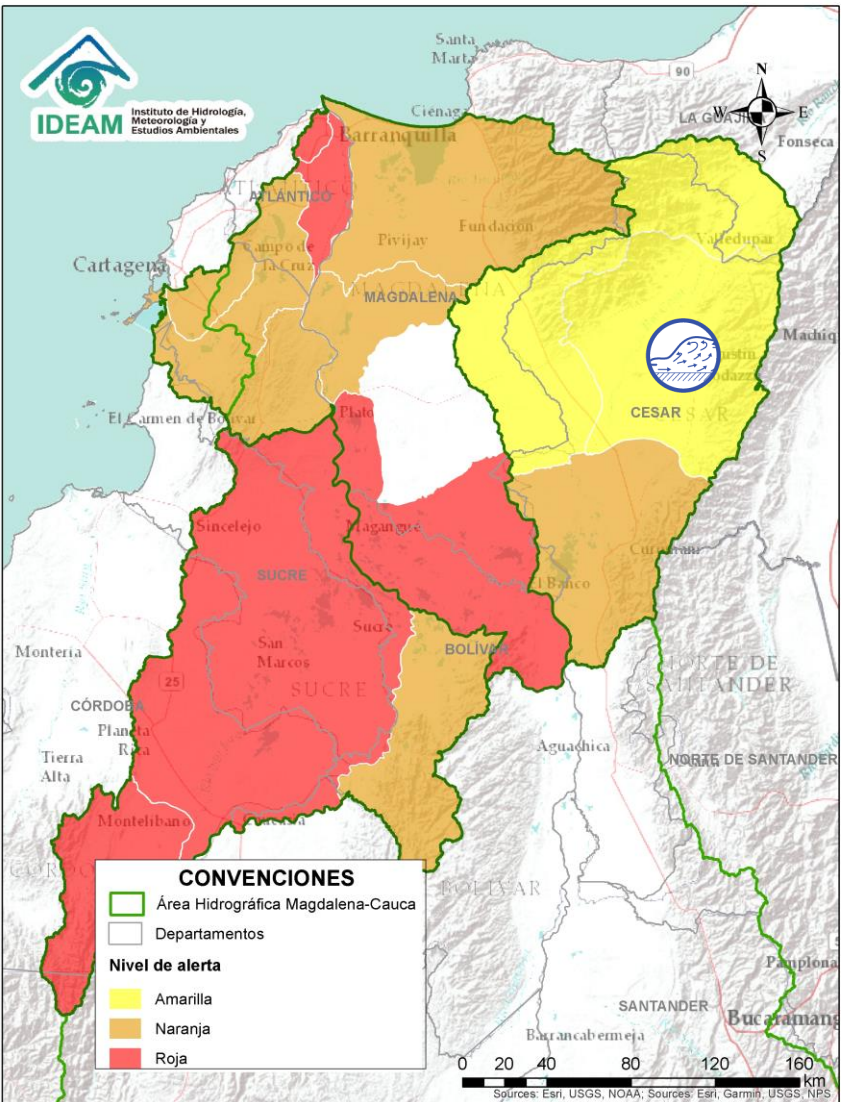 IDEAM
Instituto de Hidrología,
Meteorología y
Estudios Ambientales
Santa
Marta
90
N
W
E
S
Ciénaga
LA GUAJIRA
Fonseca
Barranquilla
ATLÁNTICO
Fundación
Pivijay
Campo de
la Cruz
Valledupar
Cartagena
MAGDALENA
MAGDALENA
CESAR
El Carmen de Bolívar
Plato
Sincelejo
Magangué
SUCRE
El Banco
Sucre
BOLÍVAR
Montería
San
Marcos
SUCRE
25
CÓRDOBA
NORTE DE
SANTANDER
Tierra
Alta
Aguachica
NORTE DE SANTANDER
Montelibano
BOLÍVAR
CONVENCIONES
Área Hidrográfica Magdalena-Cauca
Departamentos
Nivel de alerta
Amarilla
Naranja
Roja
Pamplona
SANTANDER
Bucaramang
Barrancabermeja
0 20 40 80 120 160
km
Sources: Esri, USGS, NOAA; Sources: Esri, Garmin, USGS, NPS